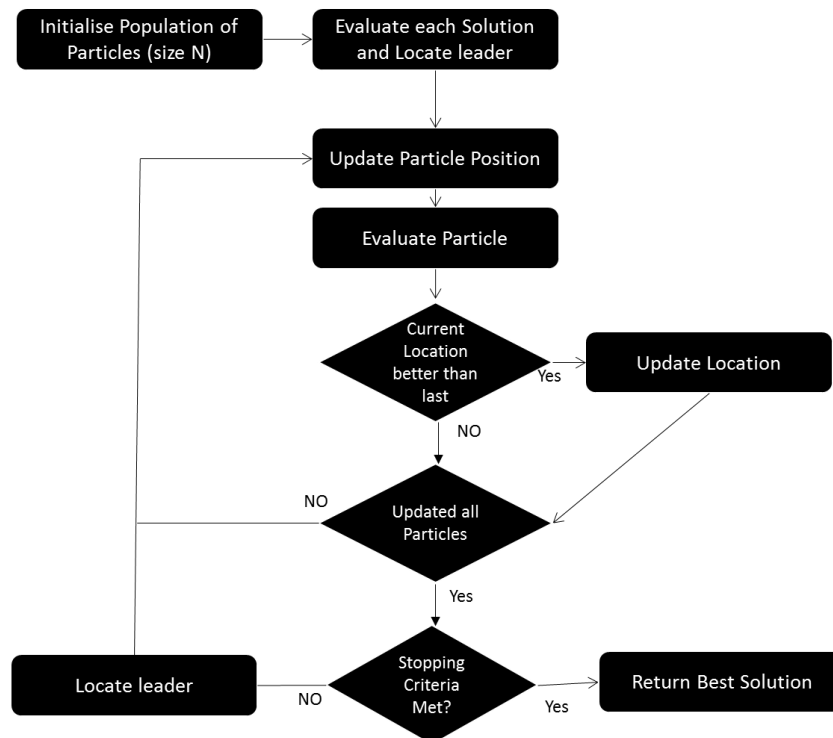 Initialise Population of
Particles (size N)
Evaluate each Solution
and Locate leader
Update Particle Position
Evaluate Particle
Current
Location
better than
last
Yes
Update Location
NO
NO
Updated all
Particles
Yes
Locate leader
NO
Stopping
Criteria
Met?
Yes
Return Best Solution